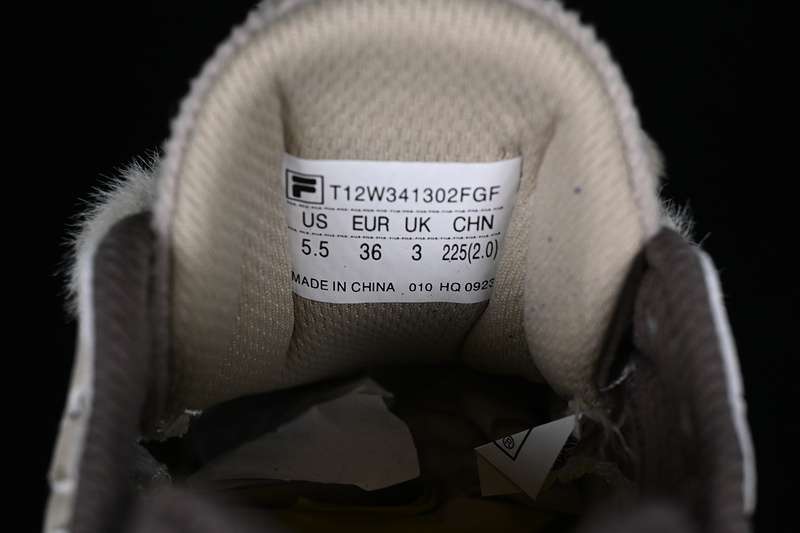 F T12W341302FGF
US EUR UK CHN
5.5 36 3 225(2.0)
MADE IN CHINA 010 HQ 0923
®